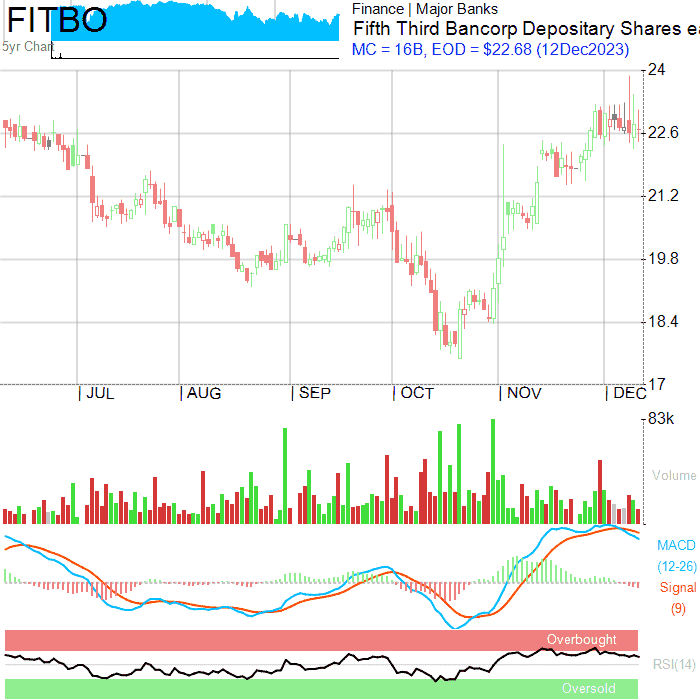 FITBO
5yr Chart
Finance | Major Banks
Fifth Third Bancorp Depositary Shares ea
MC = 16B, EOD = $22.68 (12Dec2023)
24
22.6
21.2
19.8
18.4
17
| JUL | AUG | SEP | OCT | NOV | DEC
83k
Volume
MACD
(12-26)
Signal
(9)
Overbought
RSI(14)
Oversold